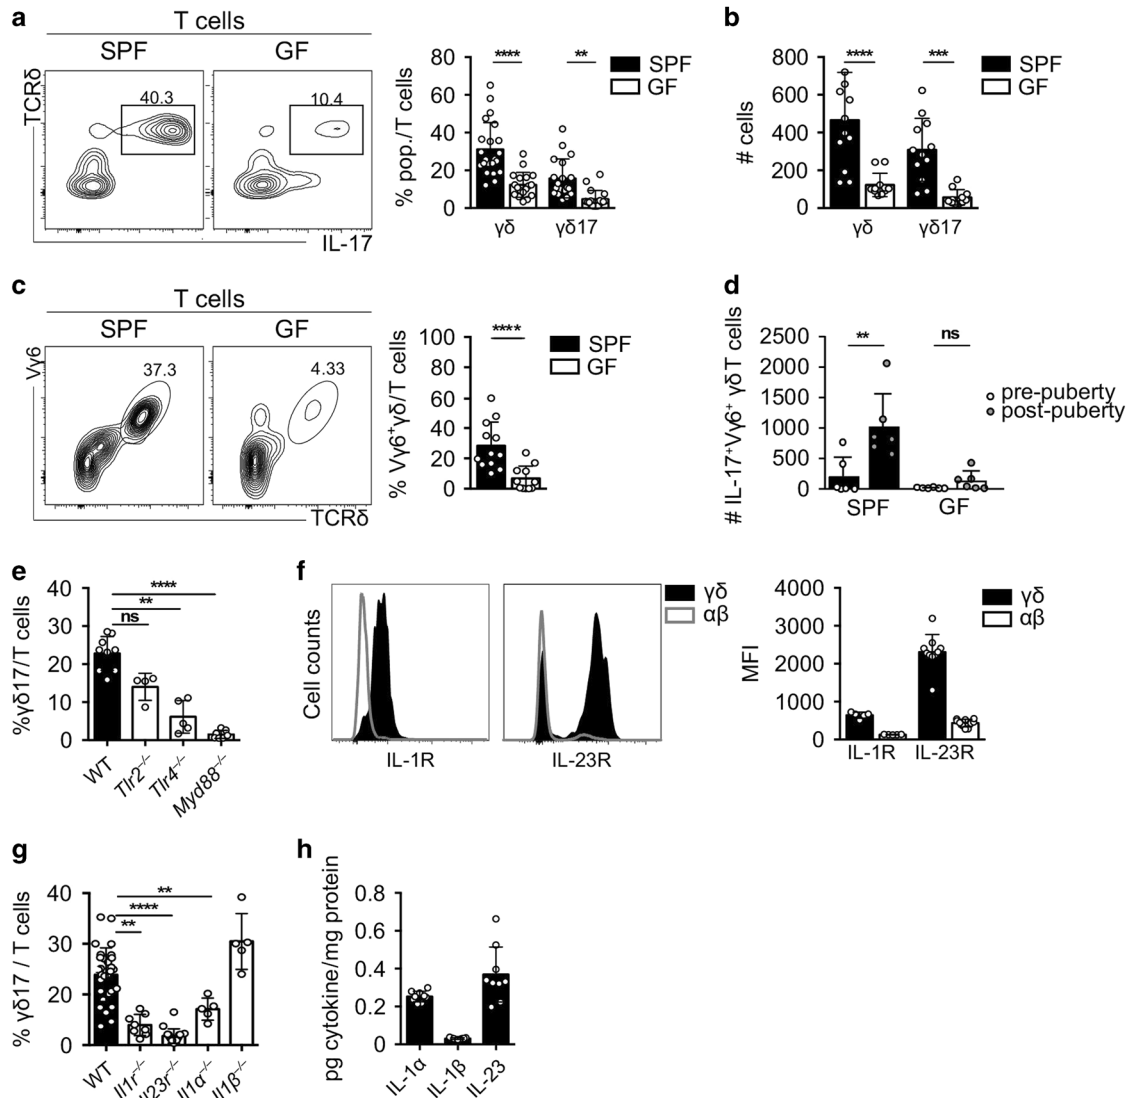 a
T cells
SPF
GF
TCRδ
40.3
10.4
IL-17
% pop./T cells
80
60
40
20
0
****
**
SPF
GF
γδ
γδ17
b
# cells
800
600
400
200
0
****
***
SPF
GF
γδ
γδ17
c
T cells
SPF
GF
Vγ6
37.3
4.33
TCRδ
% Vγ6+γδ/T cells
100
80
60
40
20
0
****
SPF
GF
d
# IL-17+Vγ6+ γδ T cells
2500
2000
1500
1000
500
0
**
ns
pre-puberty
post-puberty
SPF
GF
e
%γδ17/T cells
40
30
20
10
0
****
**
ns
WT
Tlr2–/–
Tlr4–/–
Myd88–/–
f
Cell counts
γδ
αβ
IL-1R
IL-23R
MFI
4000
3000
2000
1000
0
γδ
αβ
IL-1R
IL-23R
g
% γδ17 / T cells
40
30
20
0
**
****
**
WT
Il1r–/–
Il23r–/–
Il1α–/–
Il1β–/–
h
pg cytokine/mg protein
0.8
0.6
0.4
0.2
0
IL-1α
IL-1β
IL-23